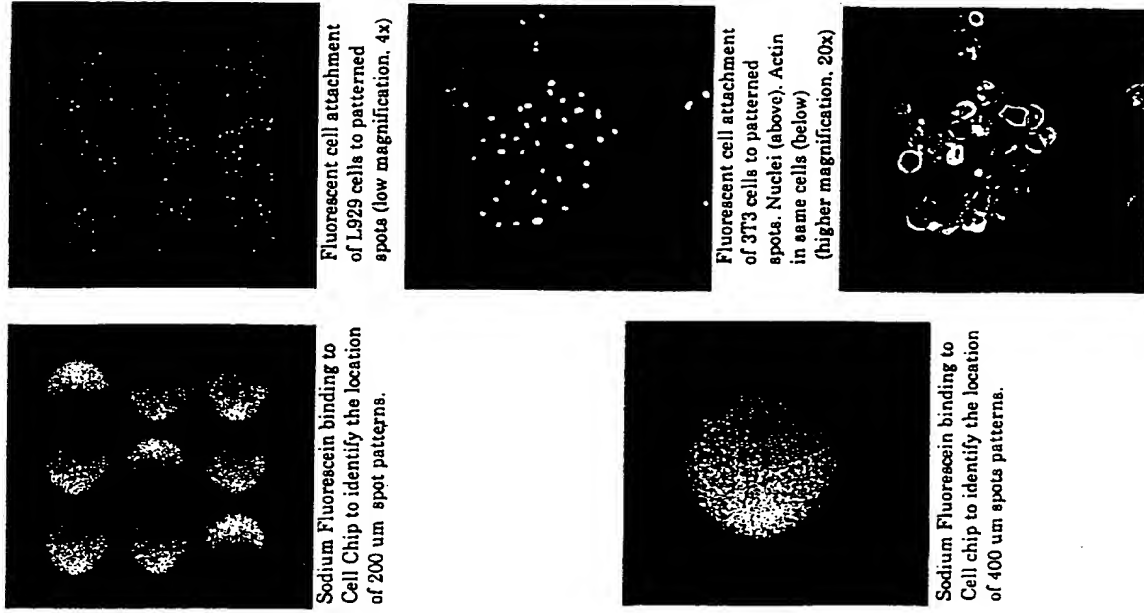 Fluorescent cell attachment
of L929 cells to patterned
spots (low magnification, 4x)
Fluorescent cell attachment
of 3T3 cells to patterned
spots. Nuclei (above). Actin
in same cells (below)
(higher magnification, 20x)
Sodium Fluorescein binding to
Cell Chip to identify the location
of 200 um spot patterns.
Sodium Fluorescein binding to
Cell chip to identify the location
of 400 um spots patterns.